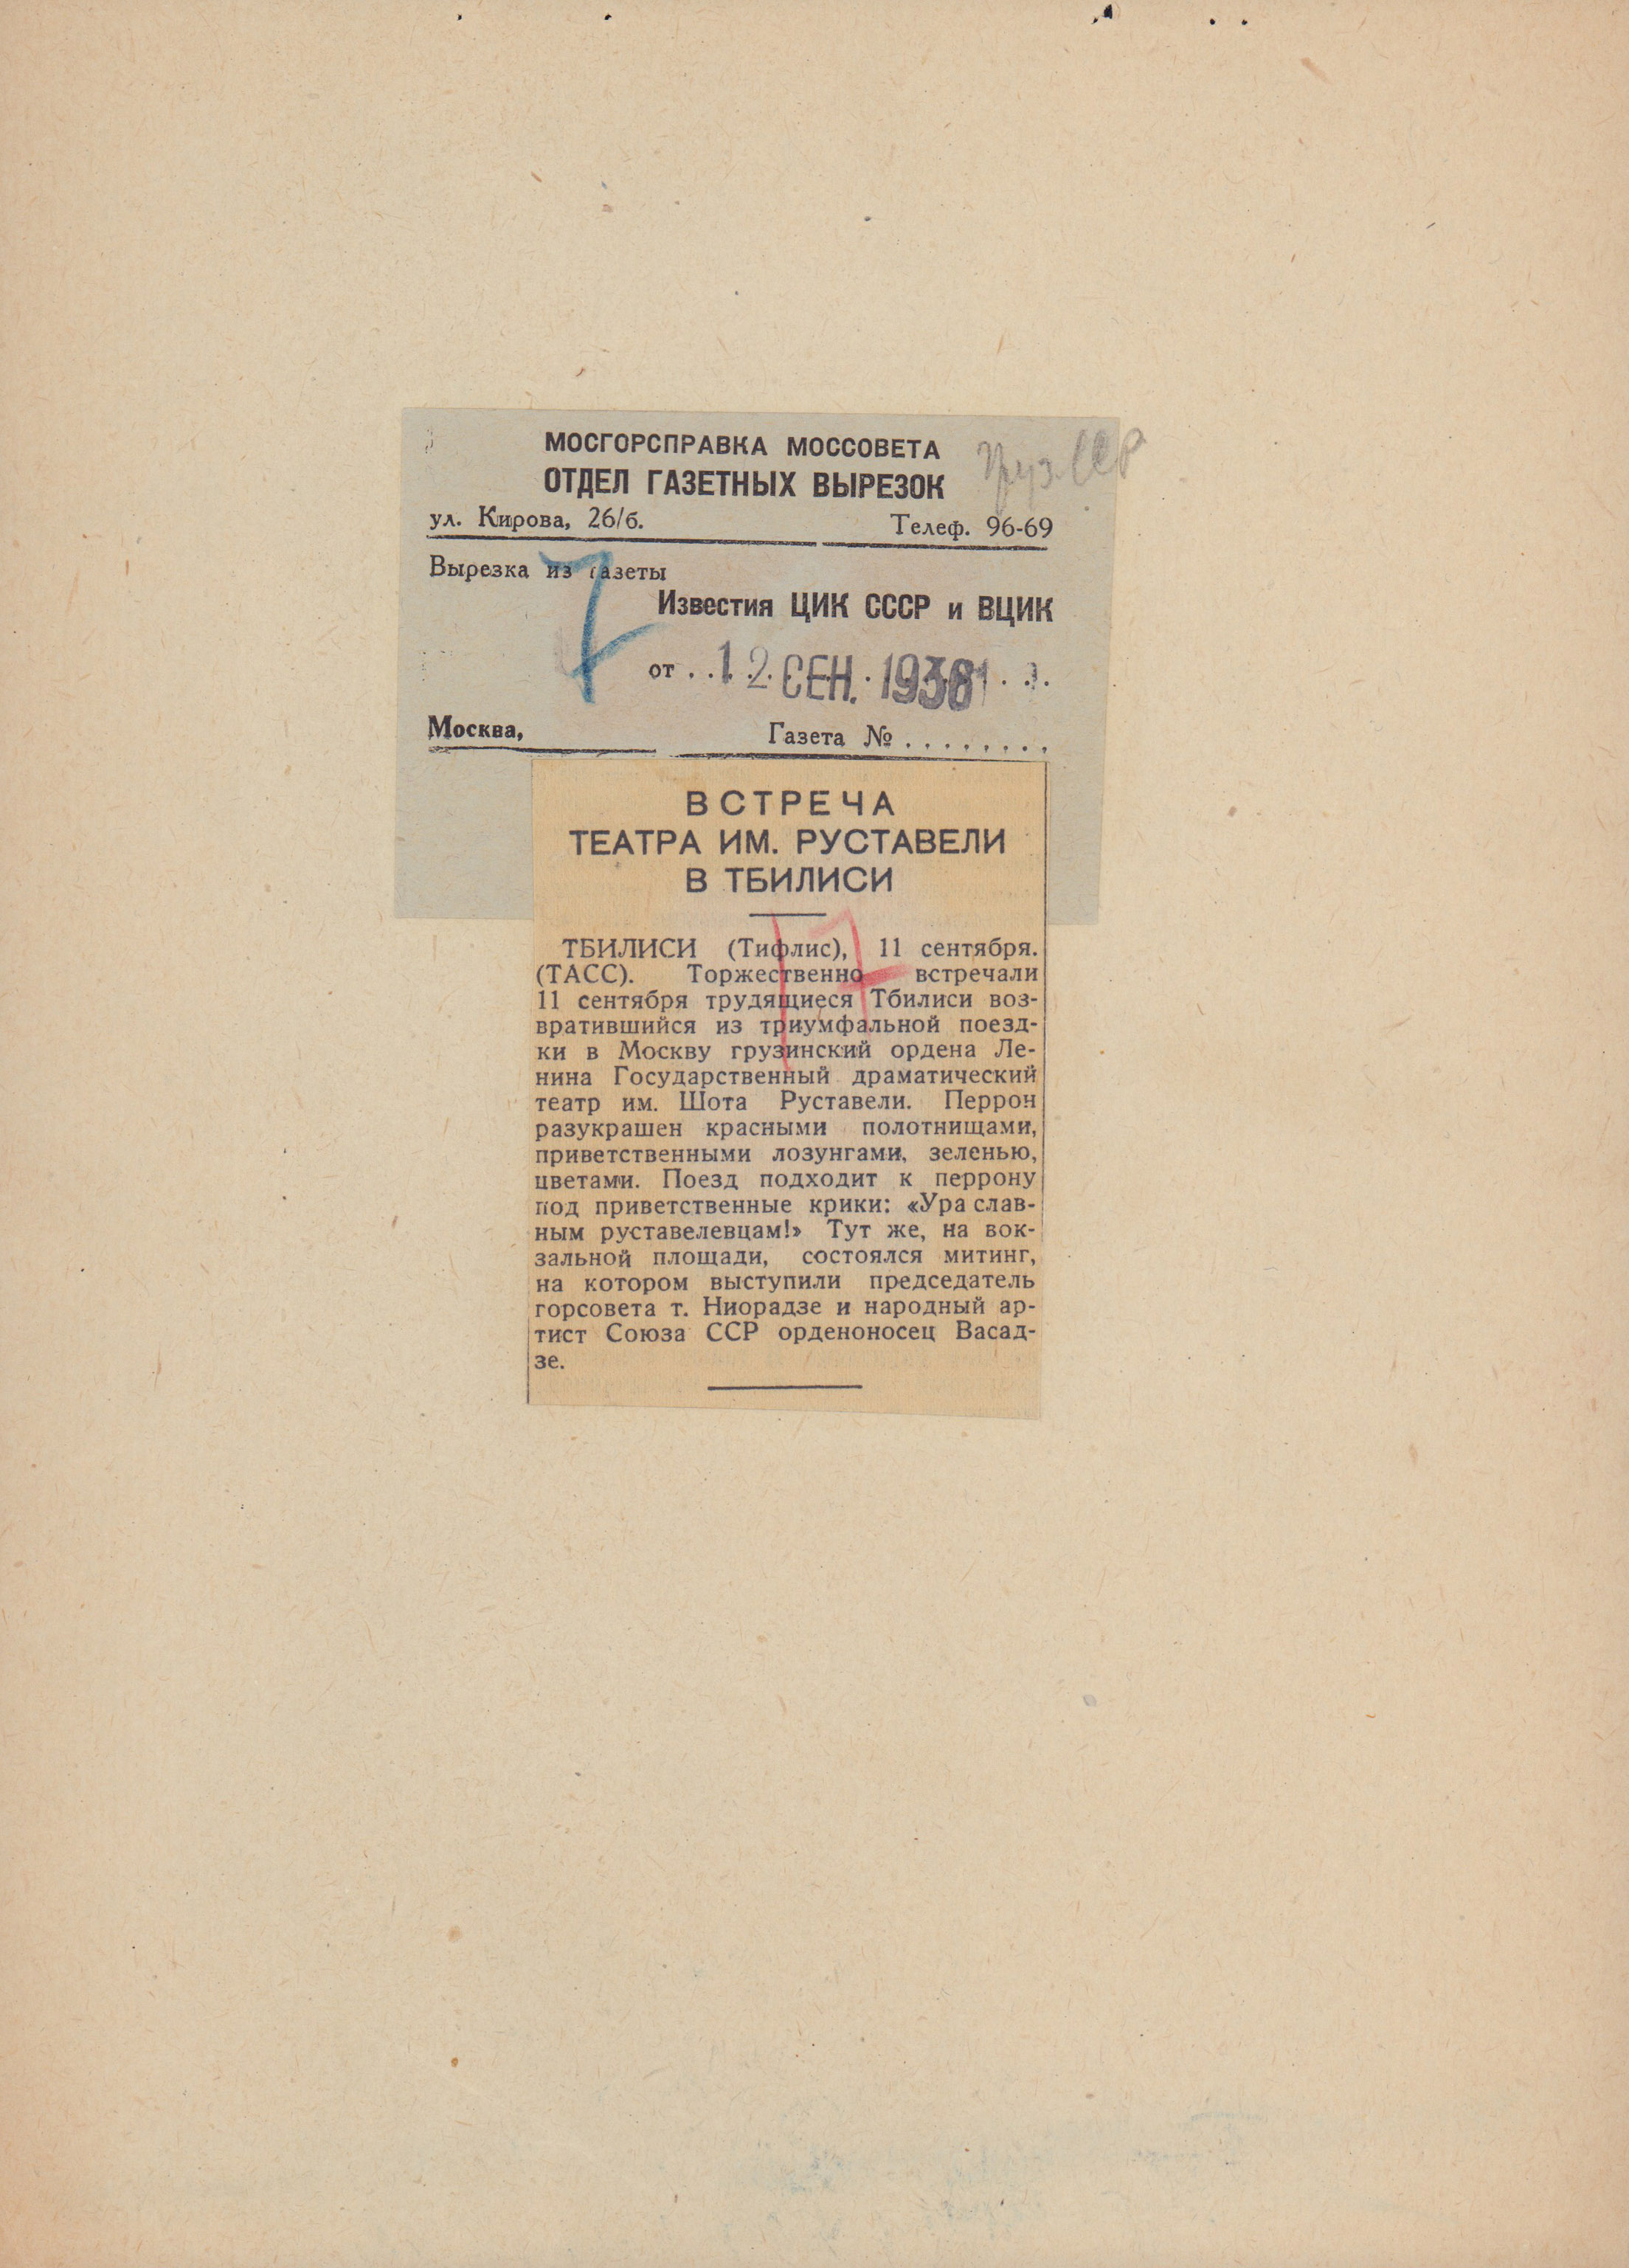 МОСГОРСПРАВКА МОССОВЕТА
Груз. ССР
ОТДЕЛ ГАЗЕТНЫХ ВЫРЕЗОК
ул. Кирова, 26/б. Телеф. 96-69
Вырезка из газеты
Известия ЦИК СССР и ВЦИК
от 12 СЕН. 1936
Москва, Газета № . . . . . . . .
ВСТРЕЧА
ТЕАТРА ИМ. РУСТАВЕЛИ
В ТБИЛИСИ
ТБИЛИСИ (Тифлис), 11 сентября.
(ТАСС). Торжественно встречали
11 сентября трудящиеся Тбилиси воз-
вратившийся из триумфальной поезд-
ки в Москву грузинский ордена Ле-
нина Государственный драматический
театр им. Шота Руставели. Перрон
разукрашен красными полотнищами,
приветственными лозунгами, зеленью,
цветами. Поезд подходит к перрону
под приветственные крики: «Ура слав-
ным руставелевцам!» Тут же, на вок-
зальной площади, состоялся митинг,
на котором выступили председатель
горсовета т. Ниорадзе и народный ар-
тист Союза ССР орденоносец Васад-
зе.